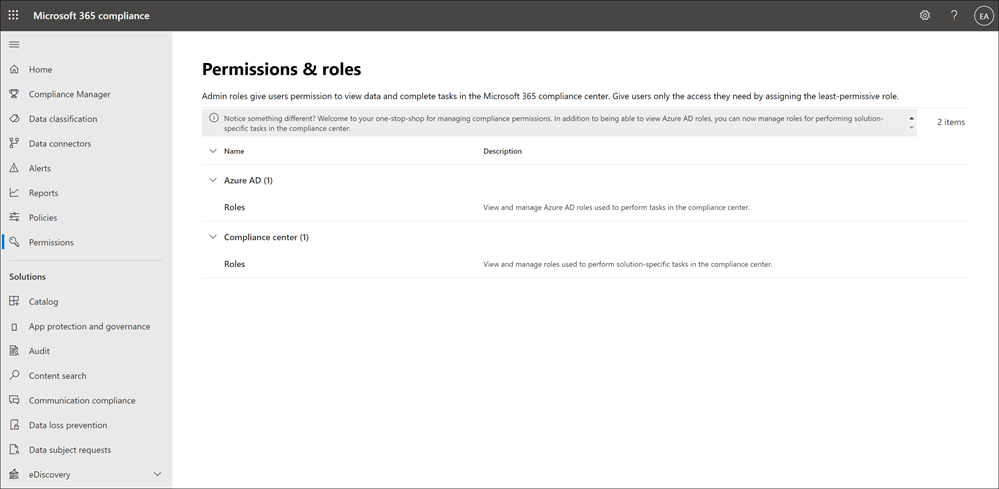 Microsoft 365 compliance
?
EA
Home
Compliance Manager
Data classification
Data connectors
Alerts
Reports
Policies
Permissions
Solutions
Catalog
App protection and governance
Audit
Content search
Communication compliance
Data loss prevention
Data subject requests
eDiscovery
Permissions & roles
Admin roles give users permission to view data and complete tasks in the Microsoft 365 compliance center. Give users only the access they need by assigning the least-permissive role.
Notice something different? Welcome to your one-stop-shop for managing compliance permissions. In addition to being able to view Azure AD roles, you can now manage roles for performing solution-
specific tasks in the compliance center.
2 items
Name Description
Azure AD (1)
Roles View and manage Azure AD roles used to perform tasks in the compliance center.
Compliance center (1)
Roles View and manage roles used to perform solution-specific tasks in the compliance center.